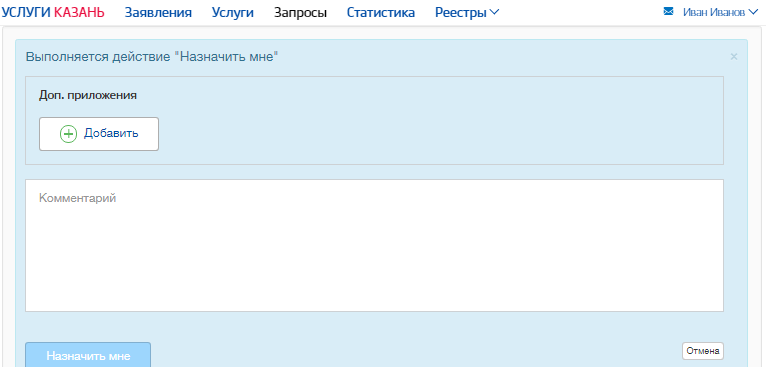 УСЛУГИ КАЗАНЬ Заявления Услуги Запросы Статистика Реестры Иван Иванов
Выполняется действие "Назначить мне" ×
Доп. приложения
Добавить
Комментарий
Назначить мне Отмена